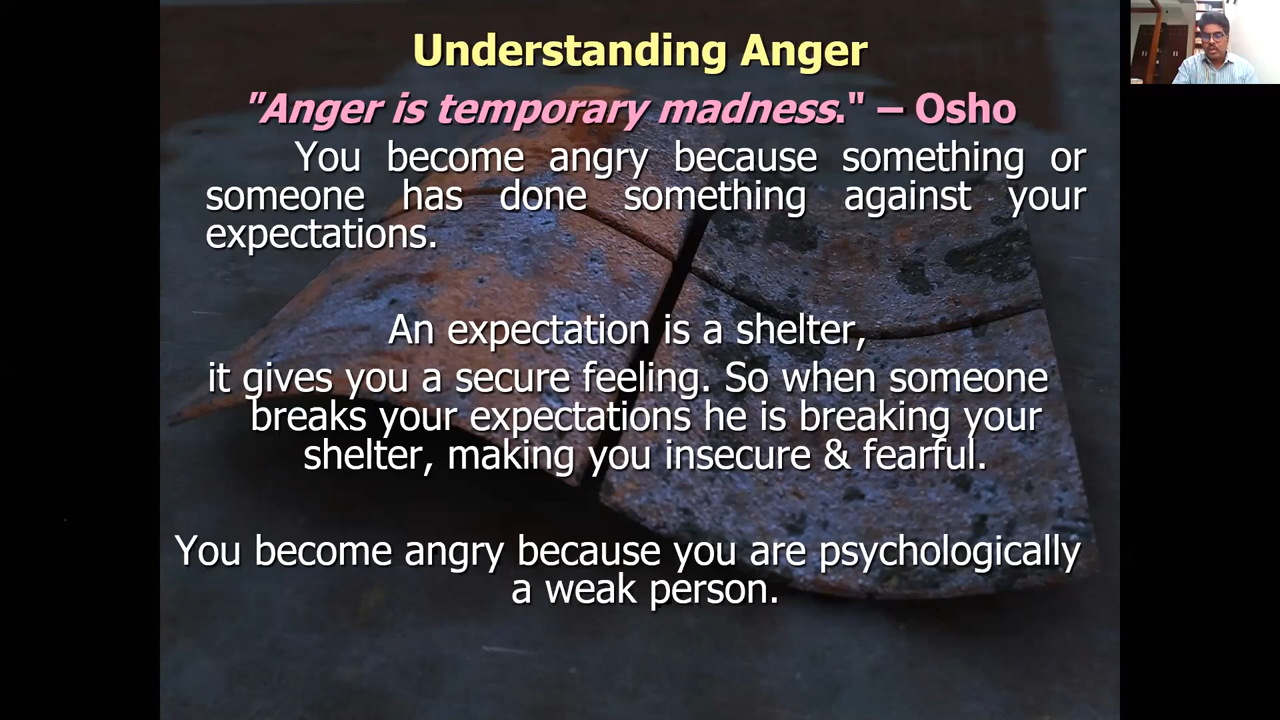 Understanding Anger
"Anger is temporary madness." – Osho
You become angry because something or
someone has done something against your
expectations.
An expectation is a shelter,
it gives you a secure feeling. So when someone
breaks your expectations he is breaking your
shelter, making you insecure & fearful.
You become angry because you are psychologically
a weak person.